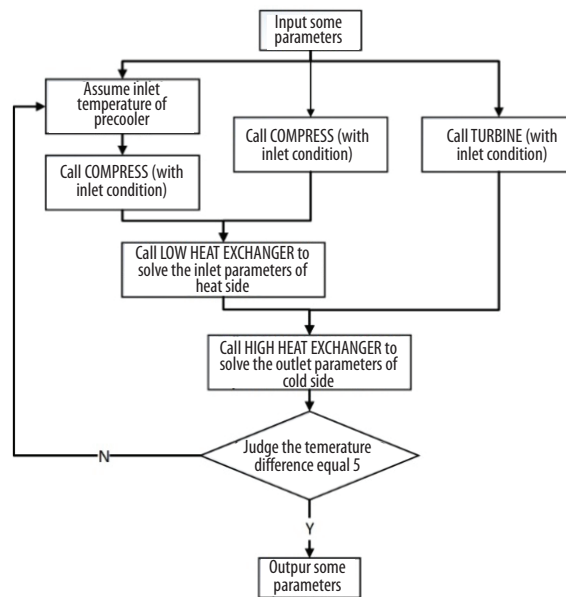 Input some
parameters
Assume inlet
temperature of
precooler
Call COMPRESS (with
inlet condition)
Call COMPRESS (with
inlet condition)
Call TURBINE (with
inlet condition)
Call LOW HEAT EXCHANGER to
solve the inlet parameters of
heat side
Call HIGH HEAT EXCHANGER to
solve the outlet parameters of
cold side
Judge the temerature
difference equal 5
N
Y
Outpur some
parameters